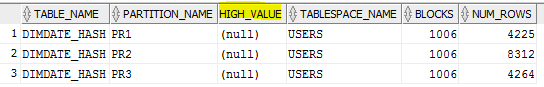 TABLE_NAME PARTITION_NAME HIGH_VALUE TABLESPACE_NAME BLOCKS NUM_ROWS
1 DIMDATE_HASH PR1 (null) USERS 1006 4225
2 DIMDATE_HASH PR2 (null) USERS 1006 8312
3 DIMDATE_HASH PR3 (null) USERS 1006 4264